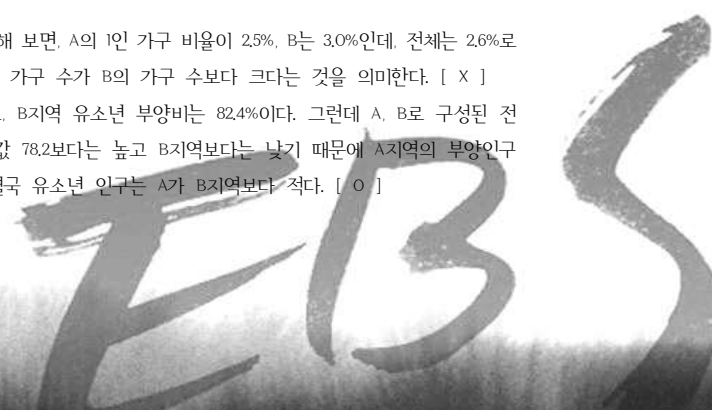 해 보면, A의 1인 가구 비율이 2.5%, B는 3.0%인데, 전체는 2.6%로
가구 수가 B의 가구 수보다 크다는 것을 의미한다. [ X ]
, B지역 유소년 부양비는 82.4%이다. 그런데 A, B로 구성된 전
값 78.2보다는 높고 B지역보다는 낮기 때문에 A지역의 부양인구
결국 유소년 인구는 A가 B지역보다 적다. [ O ]
EBS